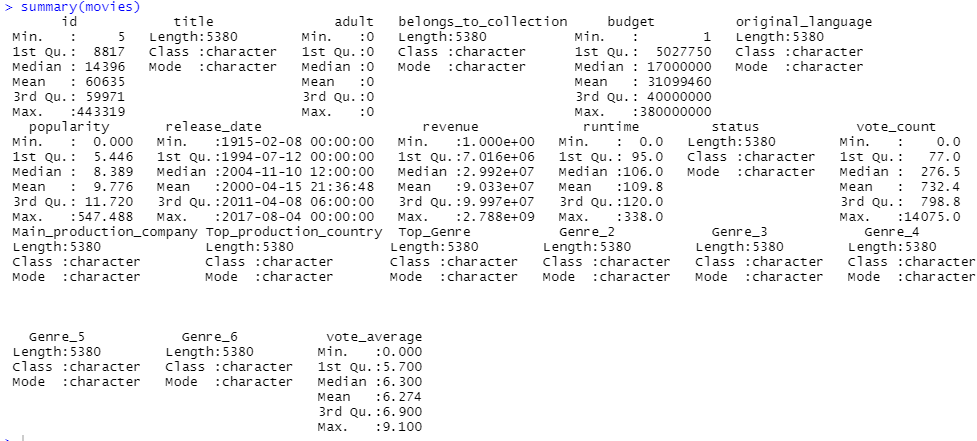 > summary(movies)
      id            title               adult   belongs_to_collection     budget          original_language
 Min.   :     5   Length:5380        Min.   :0   Length:5380           Min.   :        1   Length:5380
 1st Qu.:  8817   Class :character   1st Qu.:0   Class :character      1st Qu.:  5027750   Class :character
 Median : 14396   Mode  :character   Median :0   Mode  :character      Median : 17000000   Mode  :character
 Mean   : 60635                      Mean   :0                         Mean   : 31099460
 3rd Qu.: 59971                      3rd Qu.:0                         3rd Qu.: 40000000
 Max.   :443319                      Max.   :0                         Max.   :380000000
   popularity       release_date                    revenue             runtime         status            vote_count
 Min.   :  0.000   Min.   :1915-02-08 00:00:00   Min.   :1.000e+00   Min.   :  0.0   Length:5380        Min.   :    0.0
 1st Qu.:  5.446   1st Qu.:1994-07-12 00:00:00   1st Qu.:7.016e+06   1st Qu.: 95.0   Class :character   1st Qu.:   77.0
 Median :  8.389   Median :2004-11-10 12:00:00   Median :2.992e+07   Median :106.0   Mode  :character   Median :  276.5
 Mean   :  9.776   Mean   :2000-04-15 21:36:48   Mean   :9.033e+07   Mean   :109.8                      Mean   :  732.4
 3rd Qu.: 11.720   3rd Qu.:2011-04-08 06:00:00   3rd Qu.:9.997e+07   3rd Qu.:120.0                      3rd Qu.:  798.8
 Max.   :547.488   Max.   :2017-08-04 00:00:00   Max.   :2.788e+09   Max.   :338.0                      Max.   :14075.0
 Main_production_company Top_production_country  Top_Genre           Genre_2            Genre_3            Genre_4
 Length:5380             Length:5380            Length:5380        Length:5380        Length:5380        Length:5380
 Class :character        Class :character       Class :character   Class :character   Class :character   Class :character
 Mode  :character        Mode  :character       Mode  :character   Mode  :character   Mode  :character   Mode  :character
   Genre_5            Genre_6           vote_average
 Length:5380        Length:5380        Min.   :0.000
 Class :character   Class :character   1st Qu.:5.700
 Mode  :character   Mode  :character   Median :6.300
                                       Mean   :6.274
                                       3rd Qu.:6.900
                                       Max.   :9.100
>